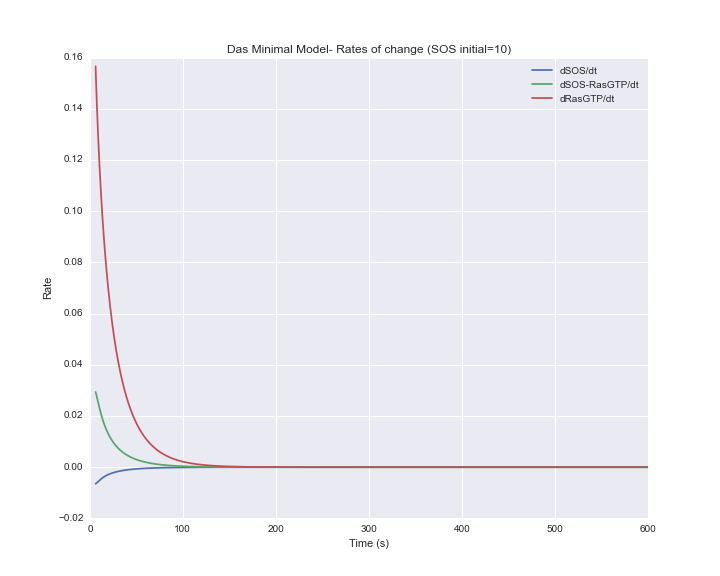 Das Minimal Model- Rates of change (SOS initial=10)
dSOS/dt
dSOS-RasGTP/dt
dRasGTP/dt
0.16
0.14
0.12
0.10
0.08
0.06
0.04
0.02
0.00
−0.02
Rate
0 100 200 300 400 500 600
Time (s)